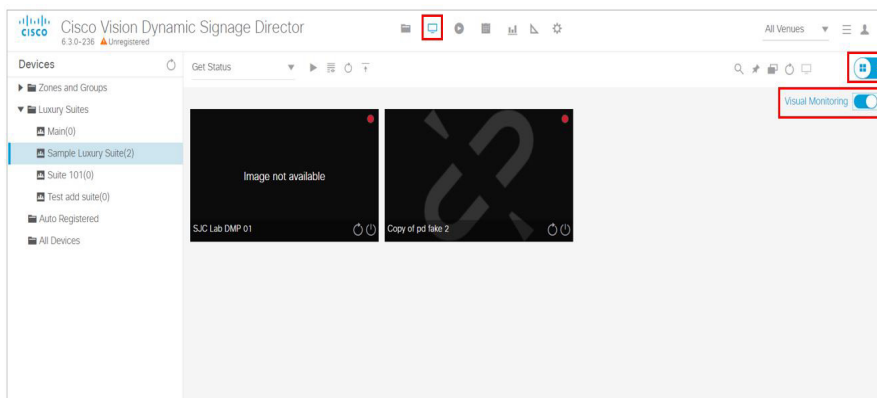 cisco
Cisco Vision Dynamic Signage Director
6.3.0-236 Unregistered
All Venues
Devices
Get Status
Zones and Groups
Luxury Suites
Main(0)
Sample Luxury Suite(2)
Suite 101(0)
Test add suite(0)
Auto Registered
All Devices
Visual Monitoring
Image not available
SJC Lab DMP 01
Copy of pd fake 2